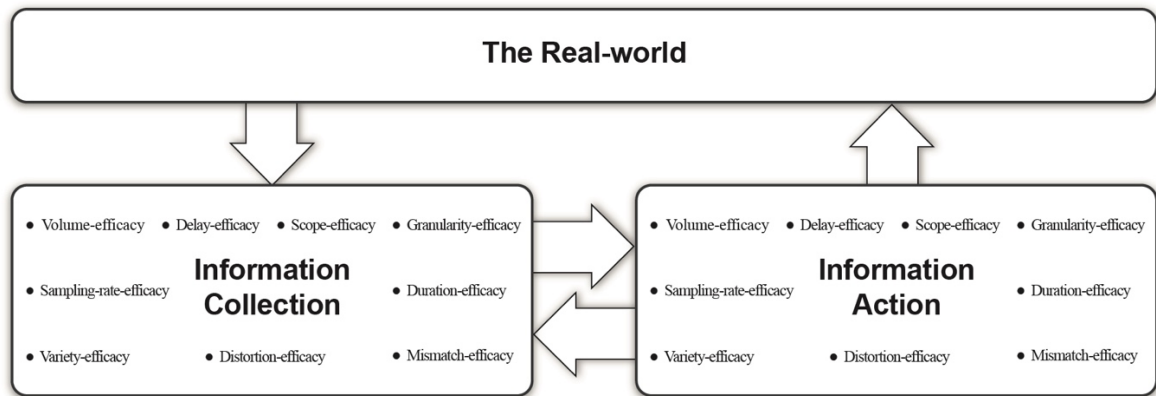 The Real-world
• Volume-efficacy • Delay-efficacy • Scope-efficacy • Granularity-efficacy
Information
Collection
• Sampling-rate-efficacy • Duration-efficacy
• Variety-efficacy • Distortion-efficacy • Mismatch-efficacy
• Volume-efficacy • Delay-efficacy • Scope-efficacy • Granularity-efficacy
Information
Action
• Sampling-rate-efficacy • Duration-efficacy
• Variety-efficacy • Distortion-efficacy • Mismatch-efficacy